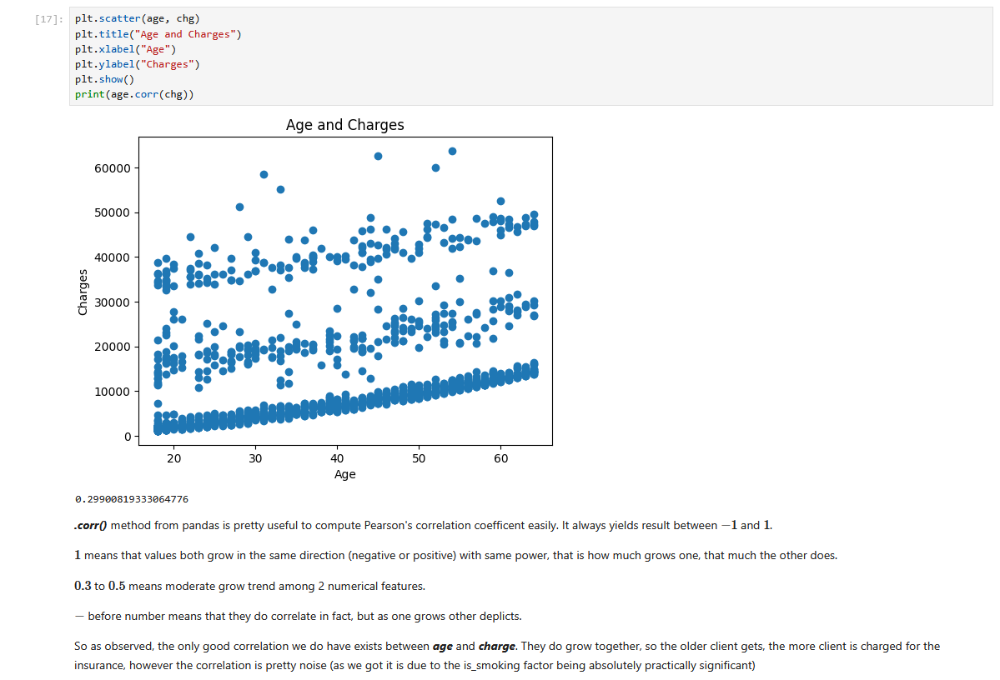 [17]:
plt.scatter(age, chg)
plt.title("Age and Charges")
plt.xlabel("Age")
plt.ylabel("Charges")
plt.show()
print(age.corr(chg))
Age and Charges
60000
50000
40000
30000
20000
10000
0
Charges
20 30 40 50 60
Age
0.29900819333064776
.corr() method from pandas is pretty useful to compute Pearson's correlation coefficent easily. It always yields result between −1 and 1.
1 means that values both grow in the same direction (negative or positive) with same power, that is how much grows one, that much the other does.
0.3 to 0.5 means moderate grow trend among 2 numerical features.
− before number means that they do correlate in fact, but as one grows other deplicts.
So as observed, the only good correlation we do have exists between age and charge. They do grow together, so the older client gets, the more client is charged for the
insurance, however the correlation is pretty noise (as we got it is due to the is_smoking factor being absolutely practically significant)